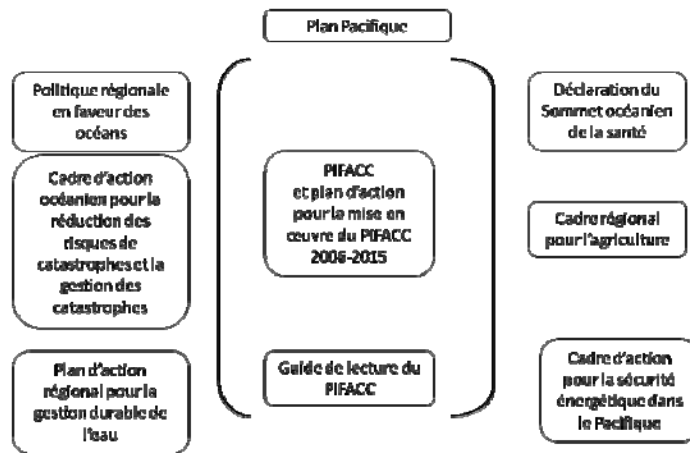 Plan Pacifique
Politique régionale
en faveur des
océans
Cadre d'action
océanien pour la
réduction des
risques de
catastrophes et la
gestion des
catastrophes
Plan d'action
régional pour la
gestion durable de
l'eau
PIFACC
et plan d'action
pour la mise en
œuvre du PIFACC
2006-2015
Guide de lecture du
PIFACC
Déclaration du
Sommet océanien
de la santé
Cadre régional
pour l'agriculture
Cadre d'action
pour la sécurité
énergétique dans
le Pacifique